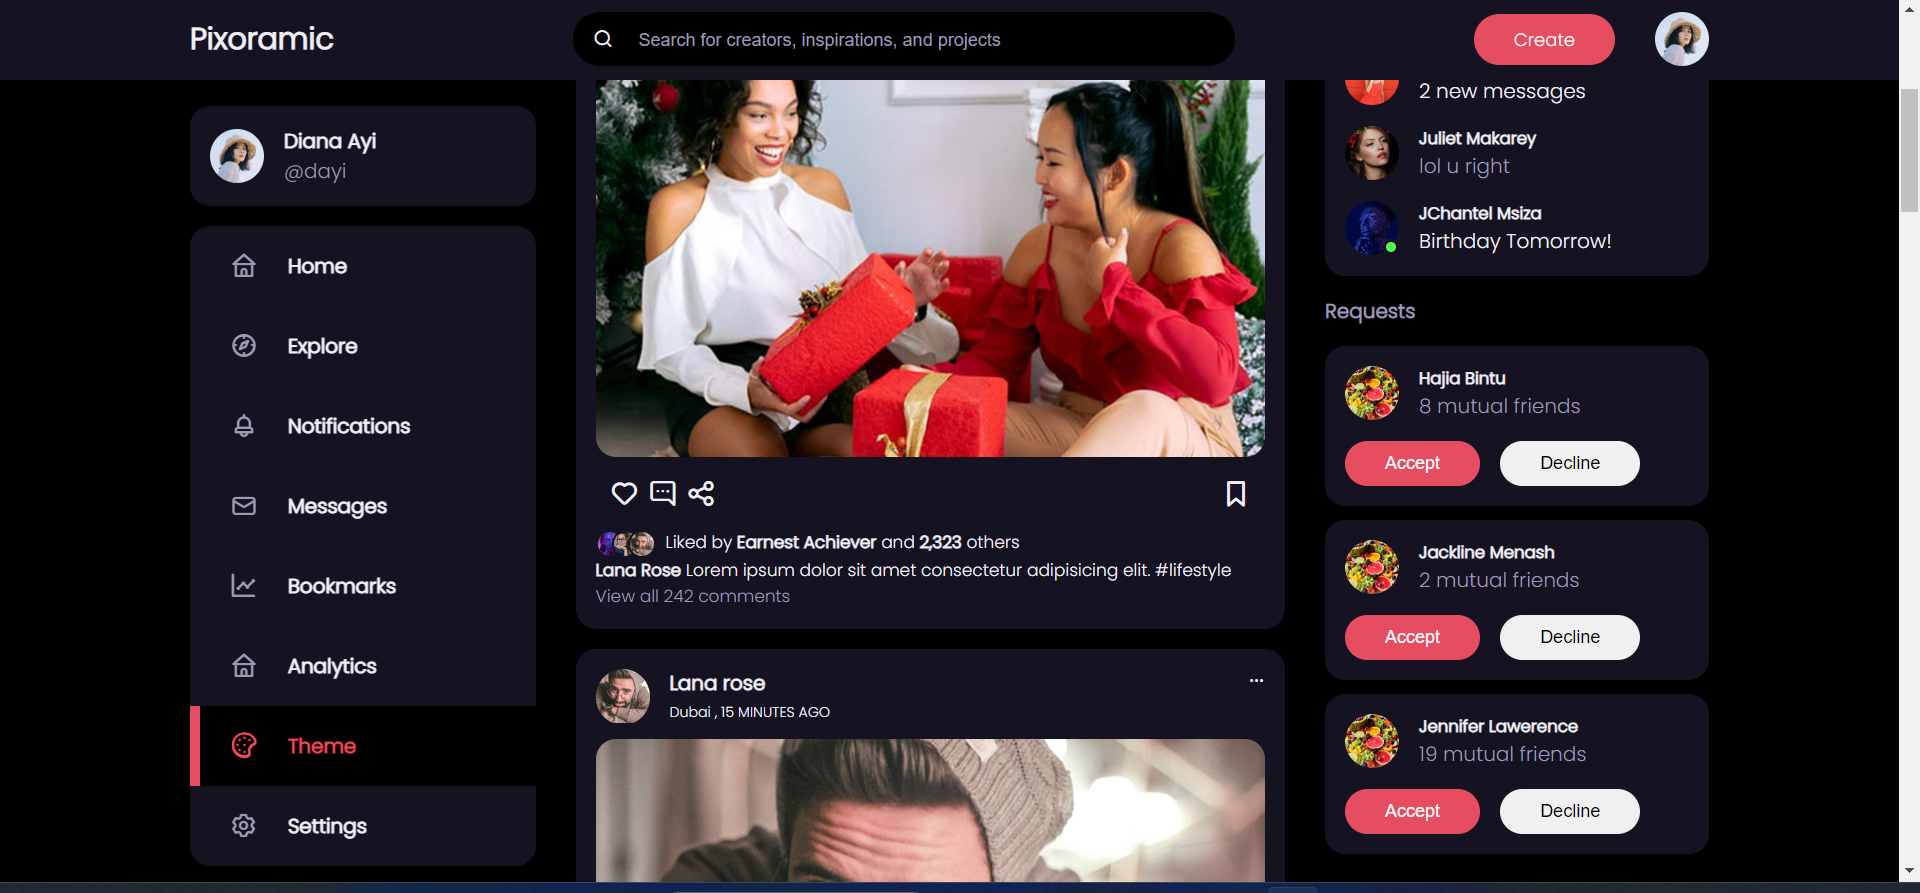 Pixoramic
Search for creators, inspirations, and projects
Create
Diana Ayi
@dayi
Home
Explore
Notifications
Messages
Bookmarks
Analytics
Theme
Settings
Liked by Earnest Achiever and 2,323 others
Lana Rose Lorem ipsum dolor sit amet consectetur adipisicing elit. #lifestyle
View all 242 comments
Lana rose
Dubai , 15 MINUTES AGO
2 new messages
Juliet Makarey
lol u right
JChantel Msiza
Birthday Tomorrow!
Requests
Hajia Bintu
8 mutual friends
Accept Decline
Jackline Menash
2 mutual friends
Accept Decline
Jennifer Lawerence
19 mutual friends
Accept Decline